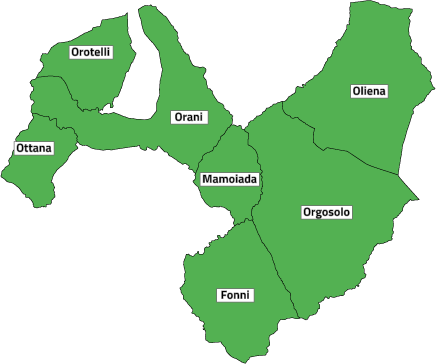 Orotelli
Oliena
Orani
Ottana
Mamoiada
Orgosolo
Fonni